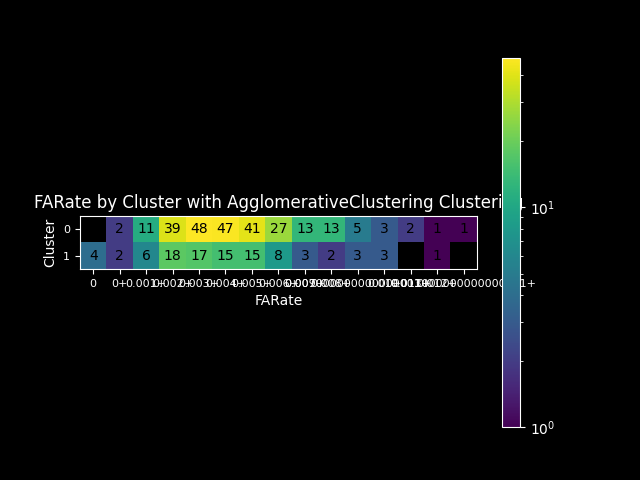 FARate by Cluster with AgglomerativeClustering Clusteri
Cluster
0 2 11 39 48 47 41 27 13 13 5 3 2 1 1
1 4 2 6 18 17 15 15 8 3 2 3 3 1
0 0+
FARate
10¹
10⁰